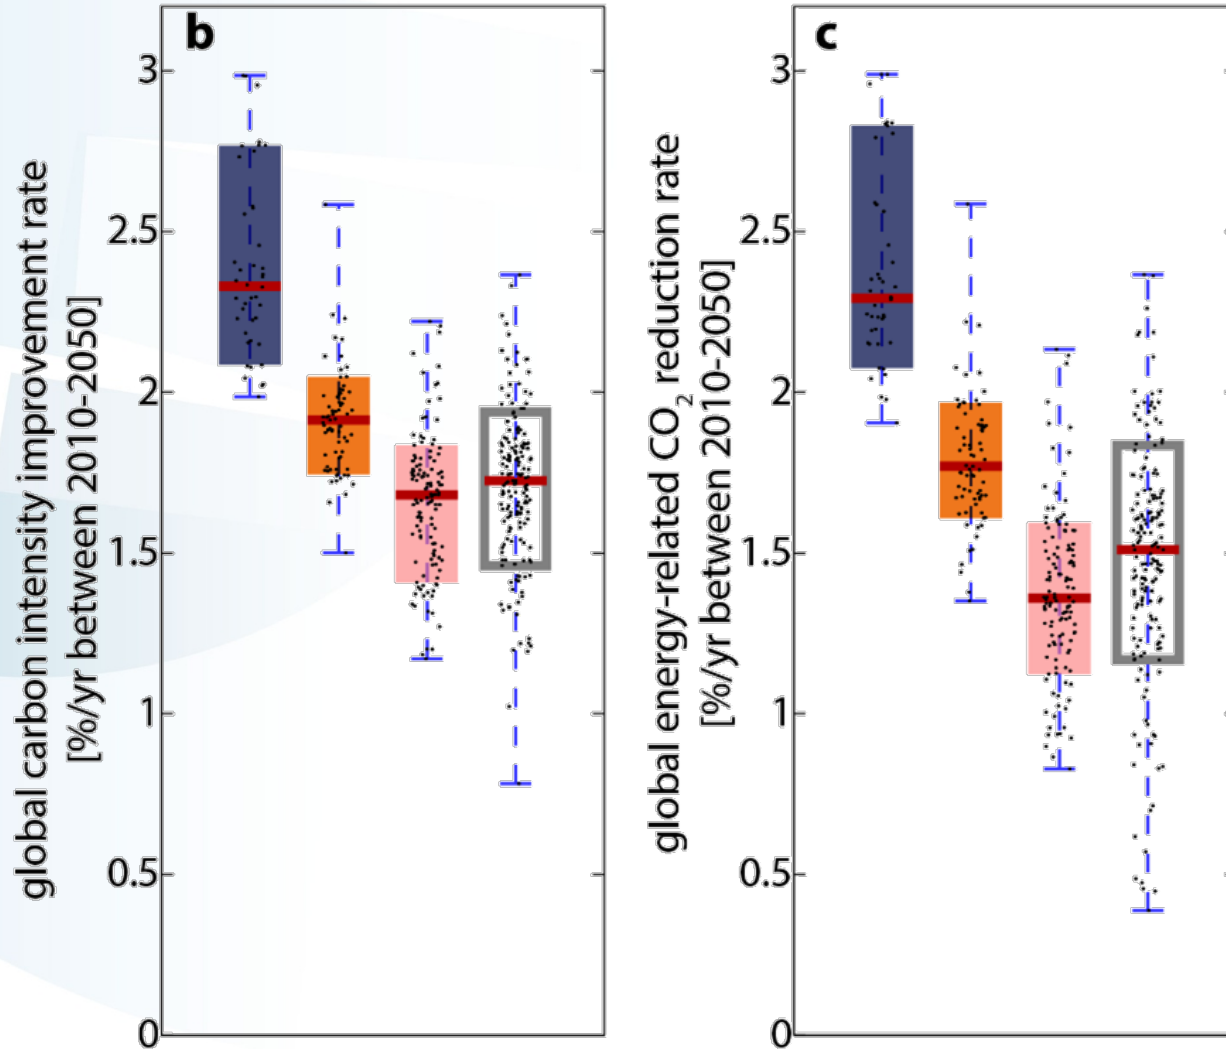 b
global carbon intensity improvement rate
[%/yr between 2010-2050]
3
2.5
2
1.5
1
0.5
0
c
global energy-related CO2 reduction rate
[%/yr between 2010-2050]
3
2.5
2
1.5
1
0.5
0